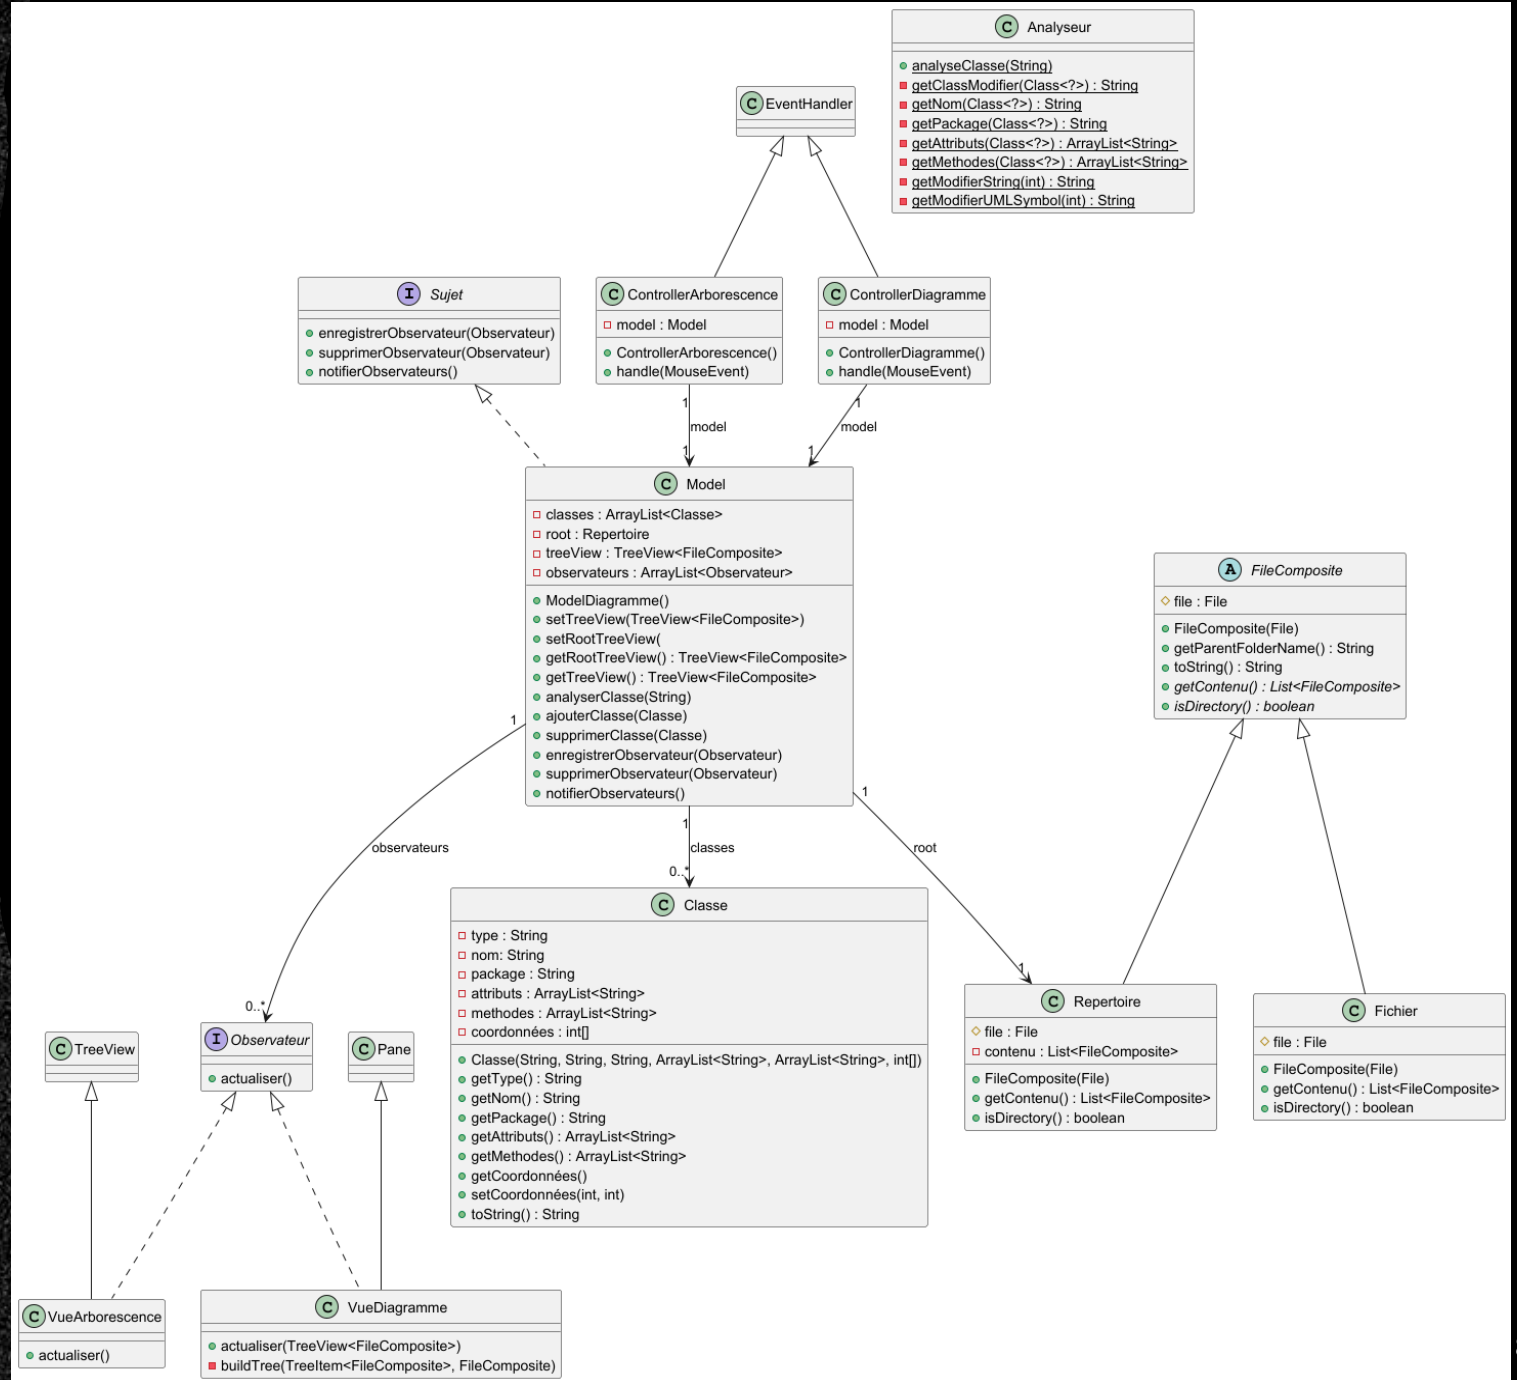 C Analyseur
analyseClasse(String)
getClassModifier(Class<?>) : String
getNom(Class<?>) : String
getPackage(Class<?>) : String
getAttributs(Class<?>) : ArrayList<String>
getMethodes(Class<?>) : ArrayList<String>
getModifierString(int) : String
getModifierUMLSymbol(int) : String
C EventHandler
I Sujet
enregistrerObservateur(Observateur)
supprimerObservateur(Observateur)
notifierObservateurs()
C ControllerArborescence
model : Model
ControllerArborescence()
handle(MouseEvent)
C ControllerDiagramme
model : Model
ControllerDiagramme()
handle(MouseEvent)
1
model
1
1
model
1
C Model
classes : ArrayList<Classe>
root : Repertoire
treeView : TreeView<FileComposite>
observateurs : ArrayList<Observateur>
ModelDiagramme()
setTreeView(TreeView<FileComposite>)
setRootTreeView(
getRootTreeView() : TreeView<FileComposite>
getTreeView() : TreeView<FileComposite>
analyserClasse(String)
ajouterClasse(Classe)
supprimerClasse(Classe)
enregistrerObservateur(Observateur)
supprimerObservateur(Observateur)
notifierObservateurs()
A FileComposite
file : File
FileComposite(File)
getParentFolderName() : String
toString() : String
getContenu() : List<FileComposite>
isDirectory() : boolean
1
observateurs
0..*
1
classes
0..*
1
root
1
C Classe
type : String
nom: String
package : String
attributs : ArrayList<String>
methodes : ArrayList<String>
coordonnées : int[]
Classe(String, String, String, ArrayList<String>, ArrayList<String>, int[])
getType() : String
getNom() : String
getPackage() : String
getAttributs() : ArrayList<String>
getMethodes() : ArrayList<String>
getCoordonnées()
setCoordonnées(int, int)
toString() : String
C Repertoire
file : File
contenu : List<FileComposite>
FileComposite(File)
getContenu() : List<FileComposite>
isDirectory() : boolean
C Fichier
file : File
FileComposite(File)
getContenu() : List<FileComposite>
isDirectory() : boolean
C TreeView
I Observateur
actualiser()
C Pane
C VueArborescence
actualiser()
C VueDiagramme
actualiser(TreeView<FileComposite>)
buildTree(TreeItem<FileComposite>, FileComposite)